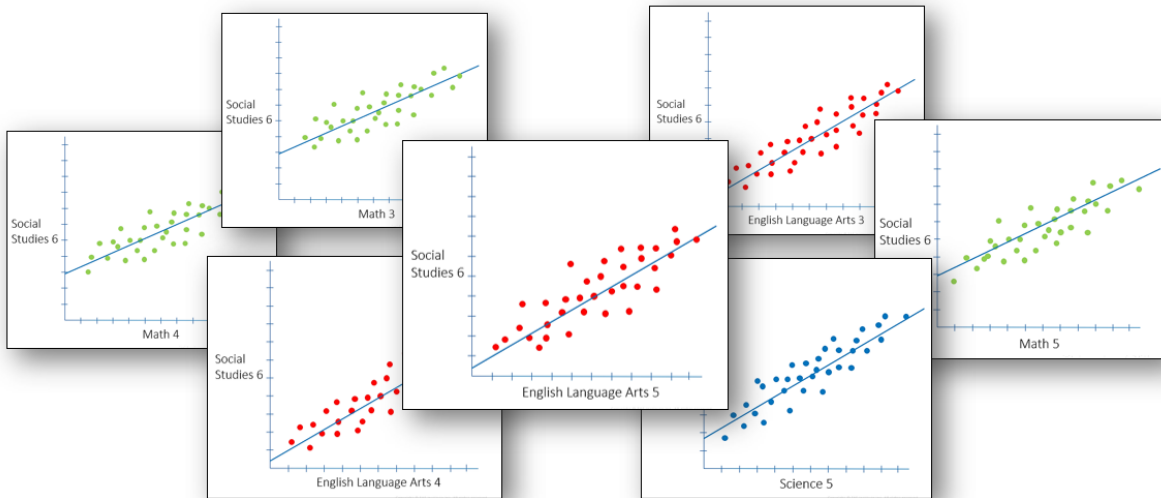 Social
Studies 6
Math 3
Social
Studies 6
English Language Arts 3
Social
Studies 6
Math 4
Social
Studies 6
English Language Arts 5
Social
Studies 6
Math 5
Social
Studies 6
English Language Arts 4
Science 5